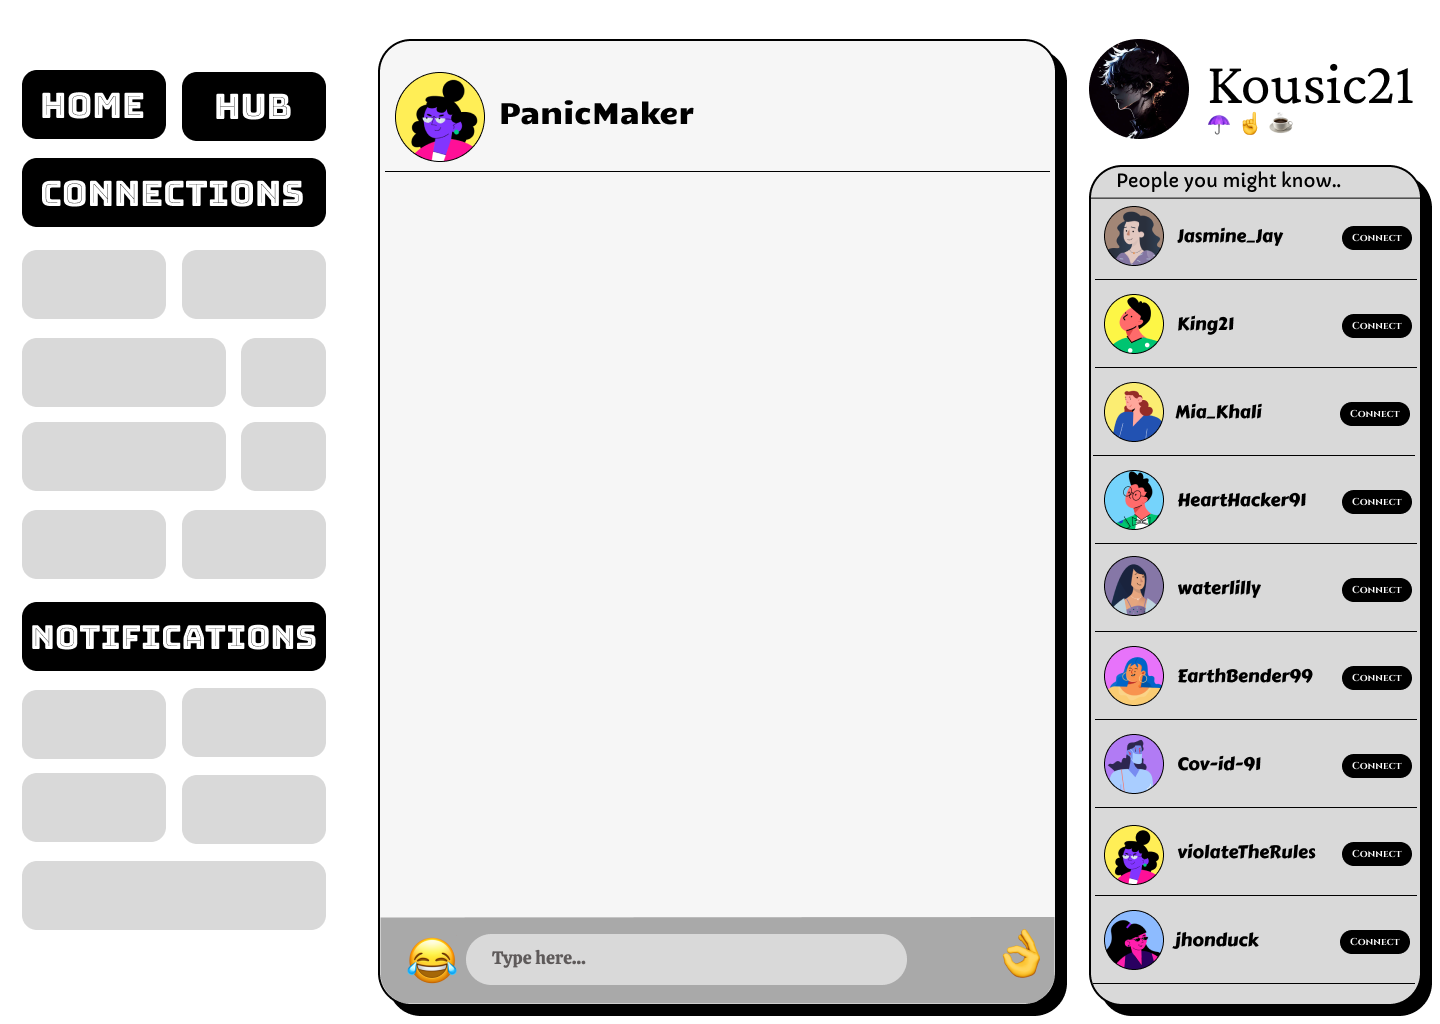 HOME
HUB
CONNECTIONS
NOTIFICATIONS
PanicMaker
Type here...
Kousic21
People you might know..
Jasmine_Jay
Connect
King21
Connect
Mia_Khali
Connect
HeartHacker91
Connect
waterlilly
Connect
EarthBender99
Connect
Cov-id-91
Connect
violateTheRules
Connect
jhonduck
Connect